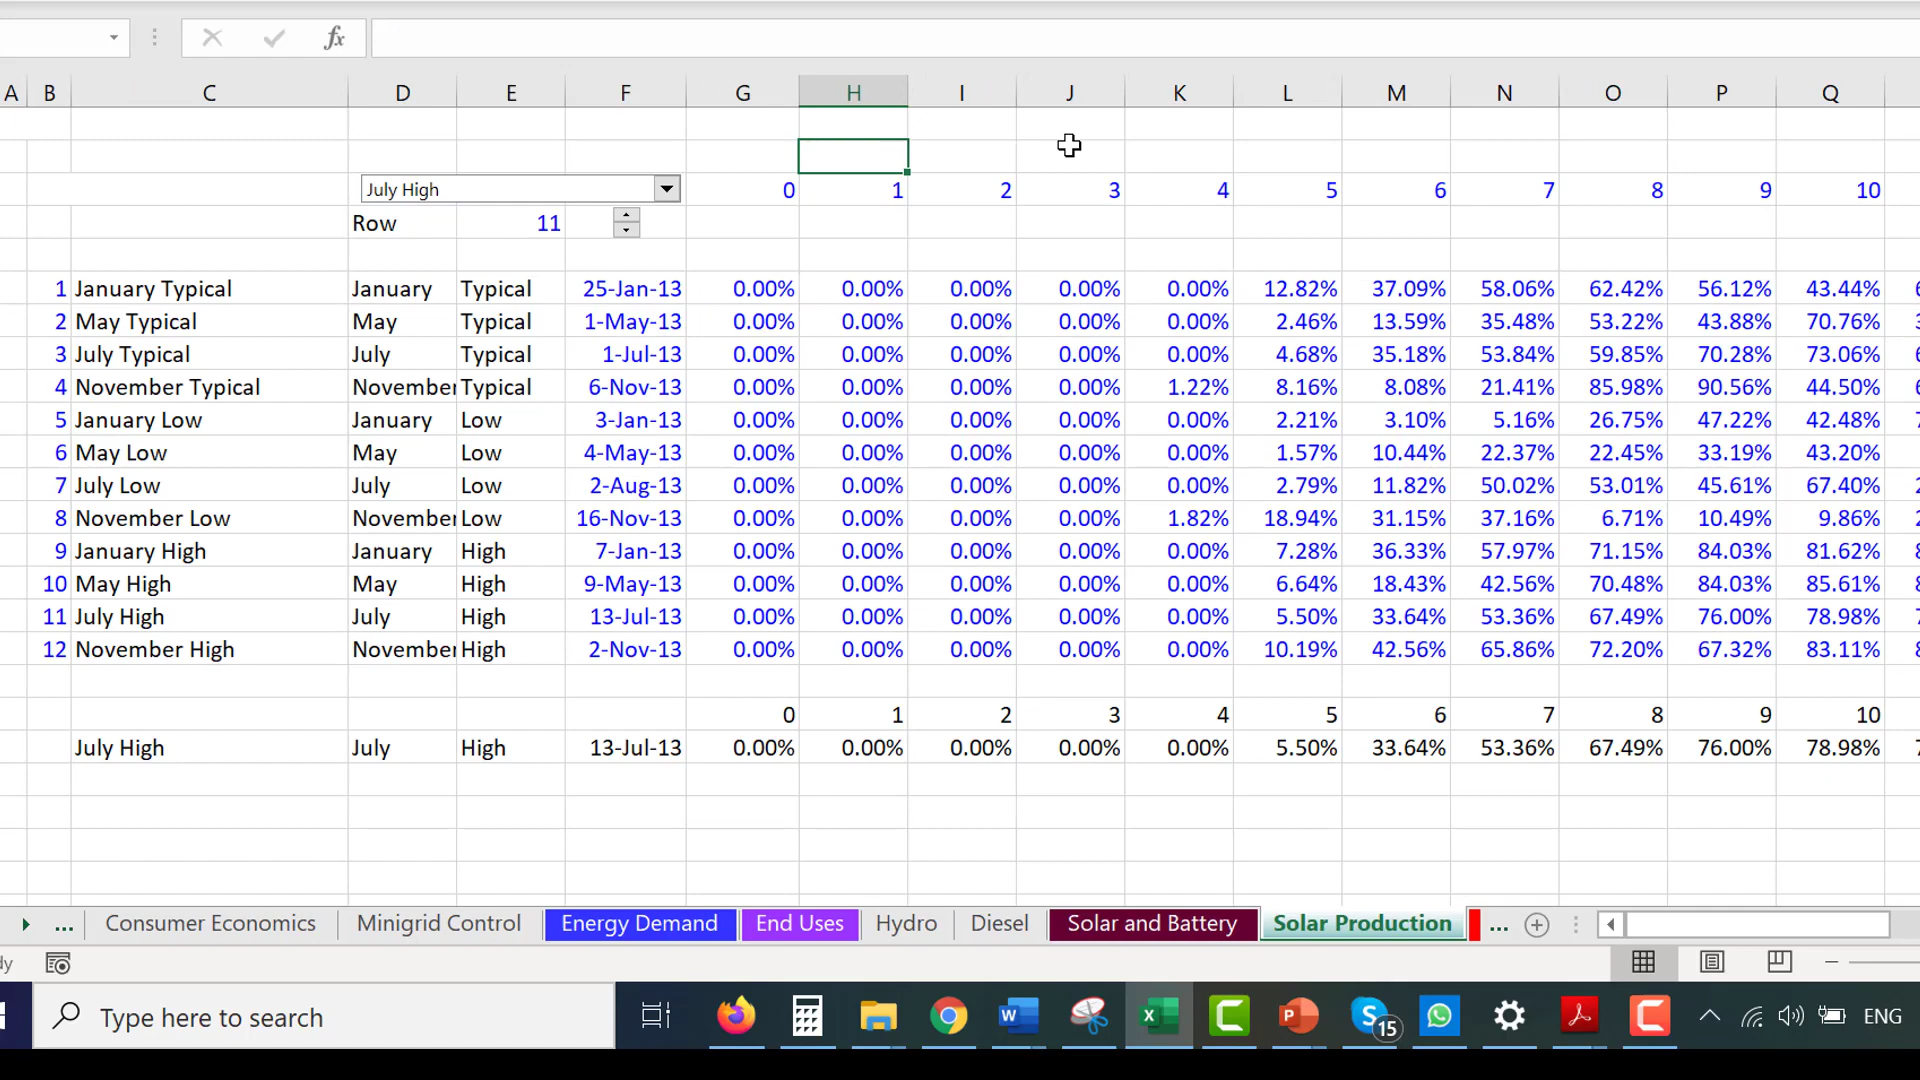 fx
A B C D E F G H I J K L M N O P Q
July High 0 1 2 3 4 5 6 7 8 9 10
Row 11
1 January Typical January Typical 25-Jan-13 0.00% 0.00% 0.00% 0.00% 0.00% 12.82% 37.09% 58.06% 62.42% 56.12% 43.44%
2 May Typical May Typical 1-May-13 0.00% 0.00% 0.00% 0.00% 0.00% 2.46% 13.59% 35.48% 53.22% 43.88% 70.76%
3 July Typical July Typical 1-Jul-13 0.00% 0.00% 0.00% 0.00% 0.00% 4.68% 35.18% 53.84% 59.85% 70.28% 73.06%
4 November Typical November Typical 6-Nov-13 0.00% 0.00% 0.00% 0.00% 1.22% 8.16% 8.08% 21.41% 85.98% 90.56% 44.50%
5 January Low January Low 3-Jan-13 0.00% 0.00% 0.00% 0.00% 0.00% 2.21% 3.10% 5.16% 26.75% 47.22% 42.48%
6 May Low May Low 4-May-13 0.00% 0.00% 0.00% 0.00% 0.00% 1.57% 10.44% 22.37% 22.45% 33.19% 43.20%
7 July Low July Low 2-Aug-13 0.00% 0.00% 0.00% 0.00% 0.00% 2.79% 11.82% 50.02% 53.01% 45.61% 67.40%
8 November Low November Low 16-Nov-13 0.00% 0.00% 0.00% 0.00% 1.82% 18.94% 31.15% 37.16% 6.71% 10.49% 9.86%
9 January High January High 7-Jan-13 0.00% 0.00% 0.00% 0.00% 0.00% 7.28% 36.33% 57.97% 71.15% 84.03% 81.62%
10 May High May High 9-May-13 0.00% 0.00% 0.00% 0.00% 0.00% 6.64% 18.43% 42.56% 70.48% 84.03% 85.61%
11 July High July High 13-Jul-13 0.00% 0.00% 0.00% 0.00% 0.00% 5.50% 33.64% 53.36% 67.49% 76.00% 78.98%
12 November High November High 2-Nov-13 0.00% 0.00% 0.00% 0.00% 0.00% 10.19% 42.56% 65.86% 72.20% 67.32% 83.11%
0 1 2 3 4 5 6 7 8 9 10
July High July High 13-Jul-13 0.00% 0.00% 0.00% 0.00% 0.00% 5.50% 33.64% 53.36% 67.49% 76.00% 78.98%
... Consumer Economics Minigrid Control Energy Demand End Uses Hydro Diesel Solar and Battery Solar Production ...
dy
Type here to search W X P S 15 ENG